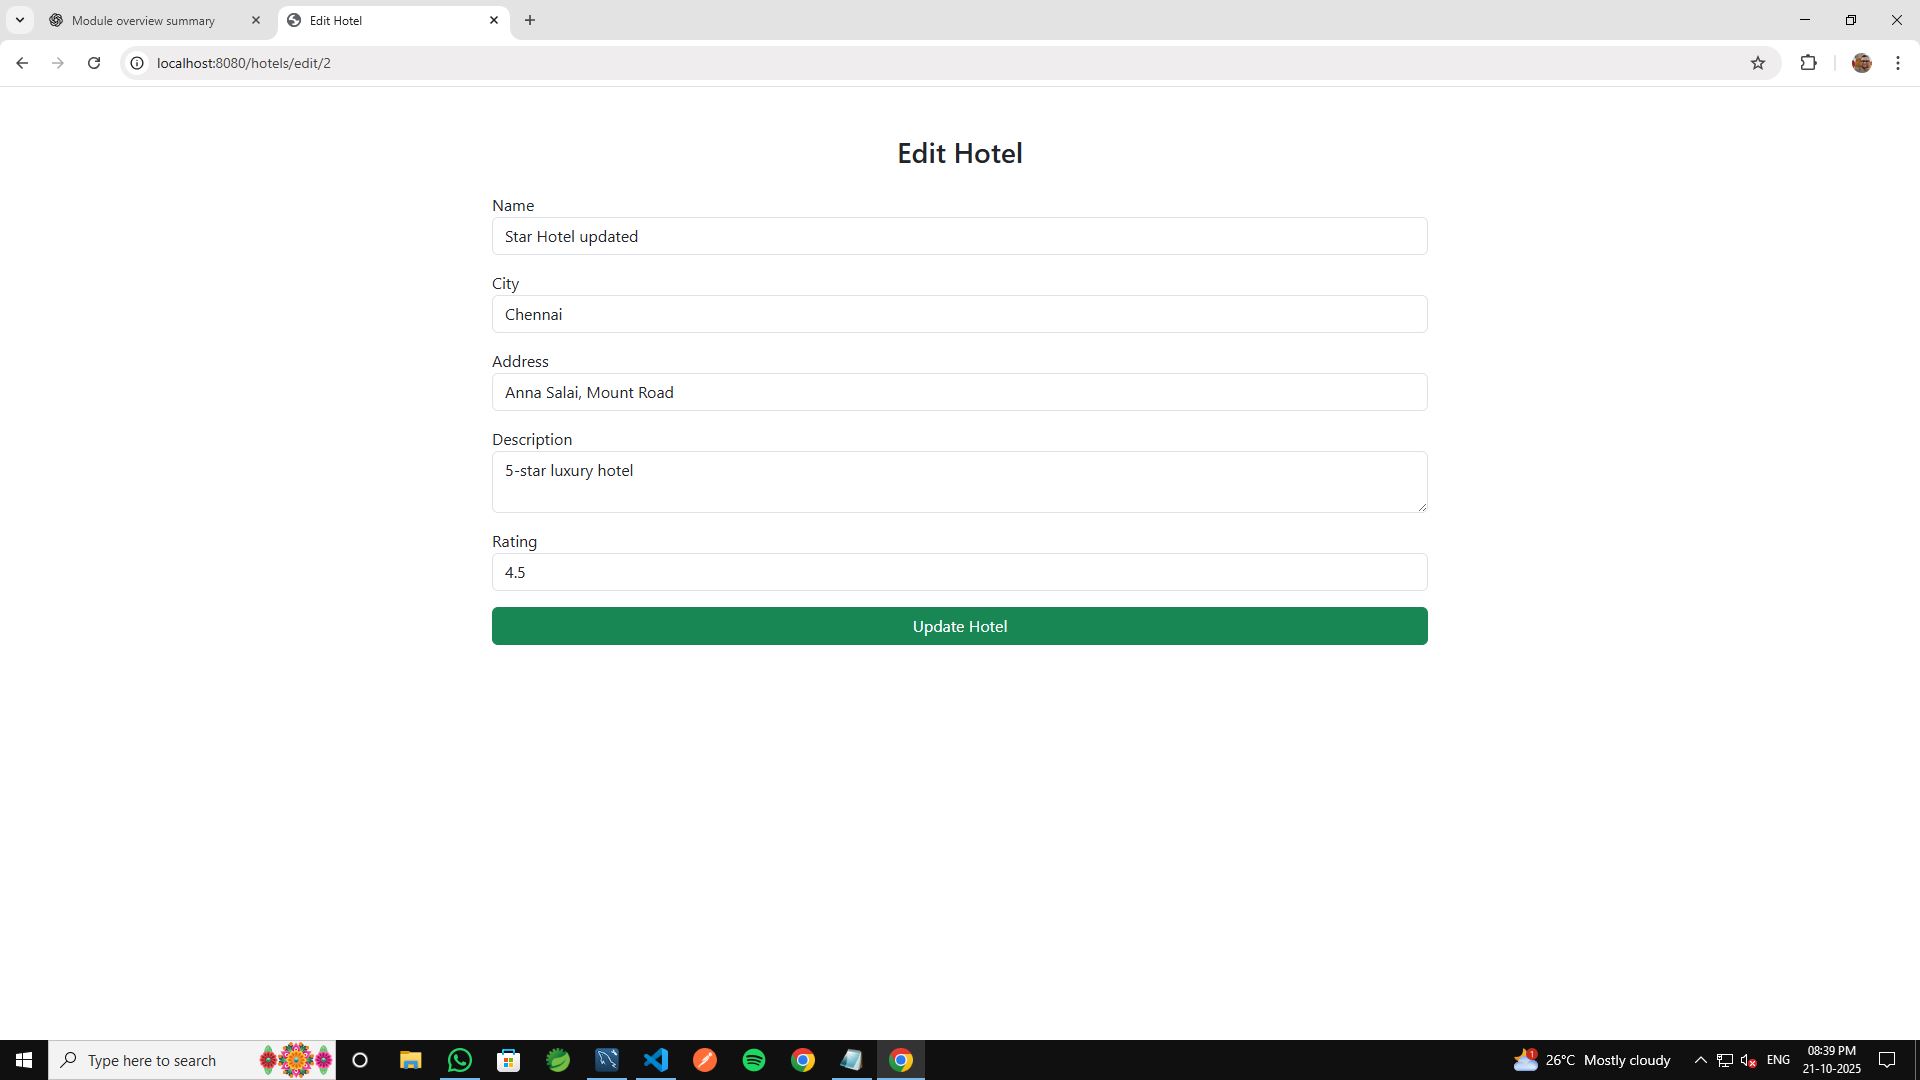 Module overview summary
Edit Hotel
localhost:8080/hotels/edit/2
Edit Hotel
Name
Star Hotel updated
City
Chennai
Address
Anna Salai, Mount Road
Description
5-star luxury hotel
Rating
4.5
Update Hotel
Type here to search
1
26°C Mostly cloudy
ENG
08:39 PM
21-10-2025